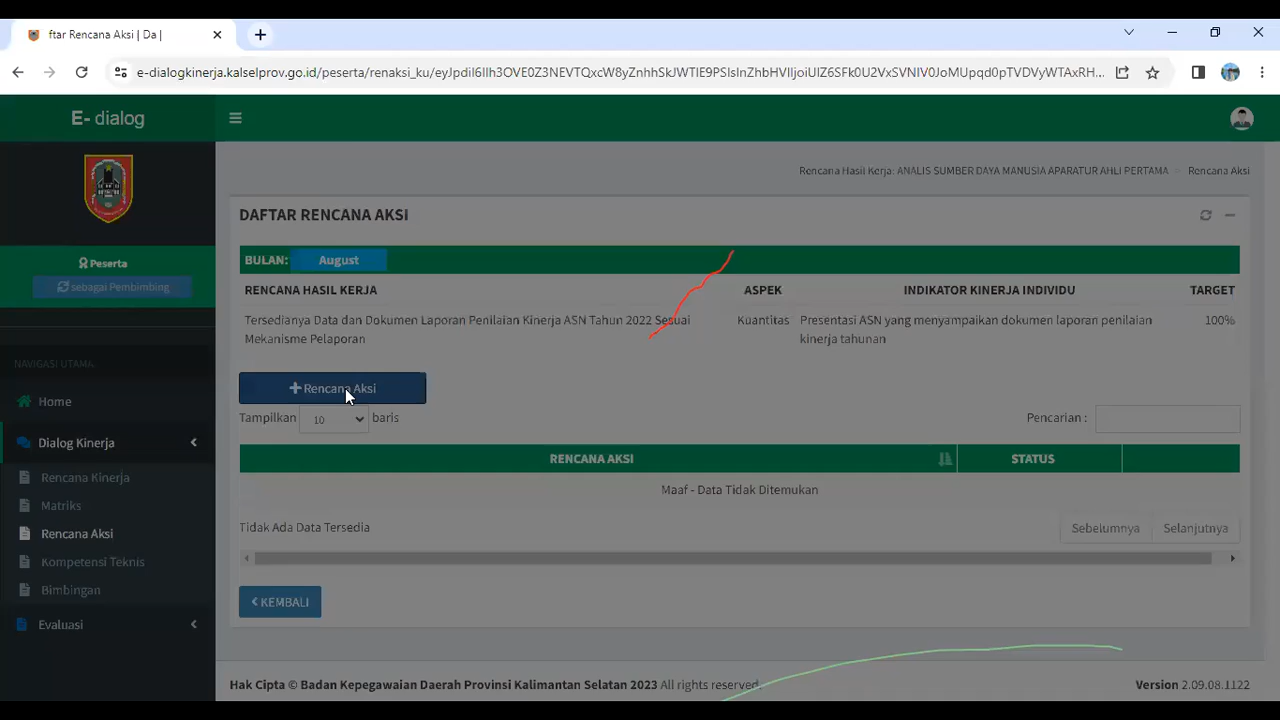 ftar Rencana Aksi | Da |
e-dialogkinerja.kalselprov.go.id/peserta/renaksi_ku/
E- dialog
Rencana Hasil Kerja: ANALIS SUMBER DAYA MANUSIA APARATUR AHLI PERTAMA > Rencana Aksi
DAFTAR RENCANA AKSI
Peserta
sebagai Pembimbing
BULAN: August
RENCANA HASIL KERJA ASPEK INDIKATOR KINERJA INDIVIDU TARGET
Tersedianya Data dan Dokumen Laporan Penilaian Kinerja ASN Tahun 2022 Sesuai Kuantitas Presentasi ASN yang menyampaikan dokumen laporan penilaian 100%
Mekanisme Pelaporan kinerja tahunan
NAVIGASI UTAMA
Home
Dialog Kinerja
Rencana Kinerja
Matriks
Rencana Aksi
Kompetensi Teknis
Bimbingan
Evaluasi
+ Rencana Aksi
Tampilkan 10 baris Pencarian :
RENCANA AKSI STATUS
Maaf - Data Tidak Ditemukan
Tidak Ada Data Tersedia Sebelumnya Selanjutnya
KEMBALI
Hak Cipta © Badan Kepegawaian Daerah Provinsi Kalimantan Selatan 2023 All rights reserved. Version 2.09.08.1122